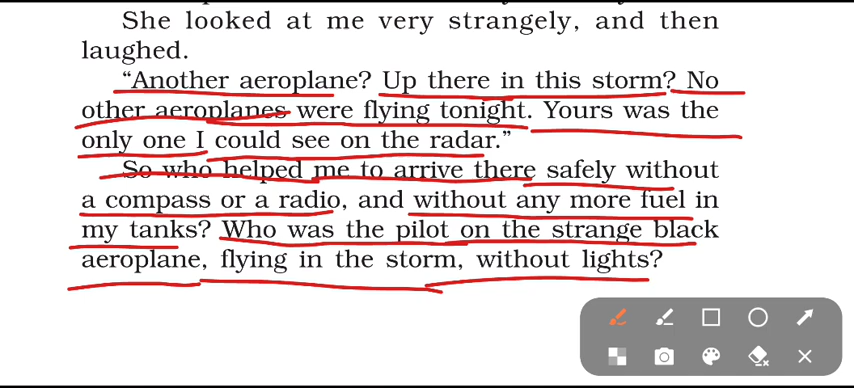 She looked at me very strangely, and then
laughed.
“Another aeroplane? Up there in this storm? No
other aeroplanes were flying tonight. Yours was the
only one I could see on the radar.”
So who helped me to arrive there safely without
a compass or a radio, and without any more fuel in
my tanks? Who was the pilot on the strange black
aeroplane, flying in the storm, without lights?